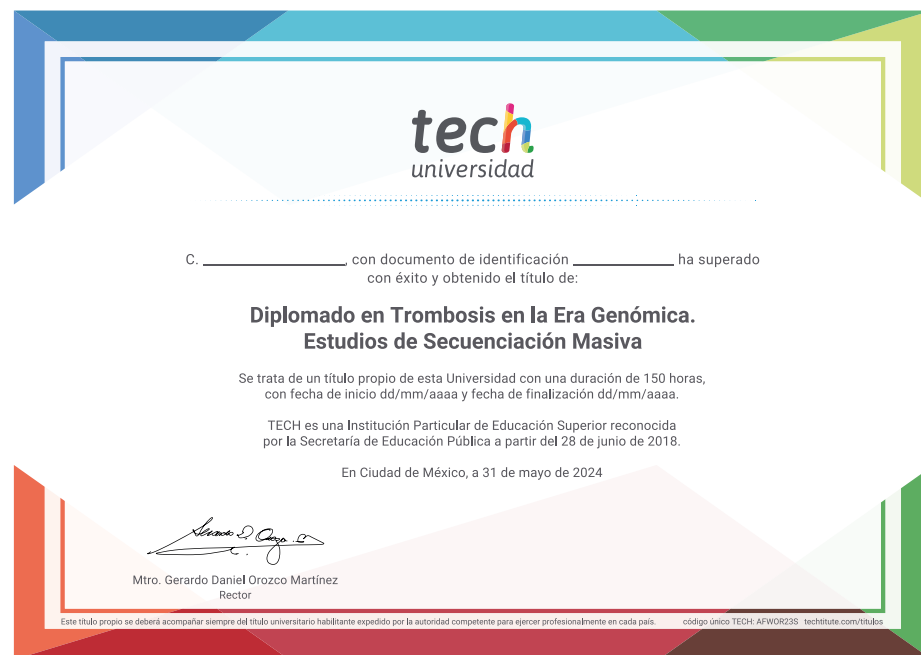 tech
universidad
C. ____________, con documento de identificación ____________ ha superado
con éxito y obtenido el título de:
Diplomado en Trombosis en la Era Genómica.
Estudios de Secuenciación Masiva
Se trata de un título propio de esta Universidad con una duración de 150 horas,
con fecha de inicio dd/mm/aaaa y fecha de finalización dd/mm/aaaa.
TECH es una Institución Particular de Educación Superior reconocida
por la Secretaría de Educación Pública a partir del 28 de junio de 2018.
En Ciudad de México, a 31 de mayo de 2024
Mtro. Gerardo Daniel Orozco Martínez
Rector
Este título propio se deberá acompañar siempre del título universitario habilitante expedido por la autoridad competente para ejercer profesionalmente en cada país. código único TECH: AFWOR23S techtitute.com/titulos